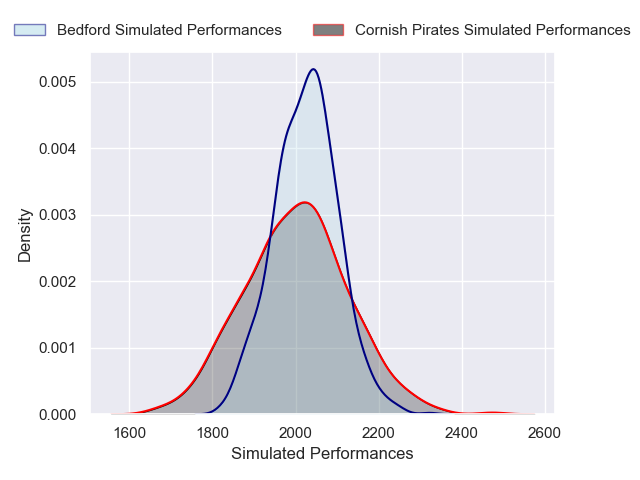 Bedford Simulated Performances Cornish Pirates Simulated Performances
0.005
0.004
0.003
0.002
0.001
0.000
Density
1600 1800 2000 2200 2400 2600
Simulated Performances